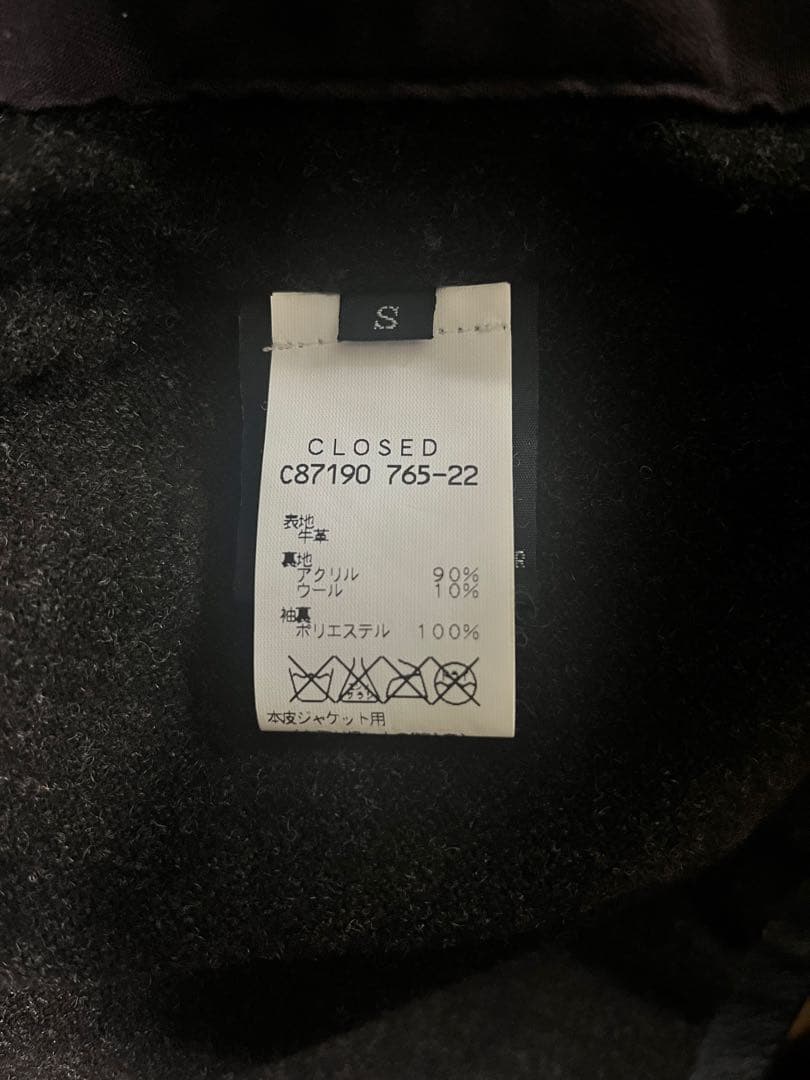 S
CLOSED
C87190 765-22
表地
牛革
裏地
アクリル 90%
ウール 10%
袖裏
ポリエステル 100%
本皮ジャケット用